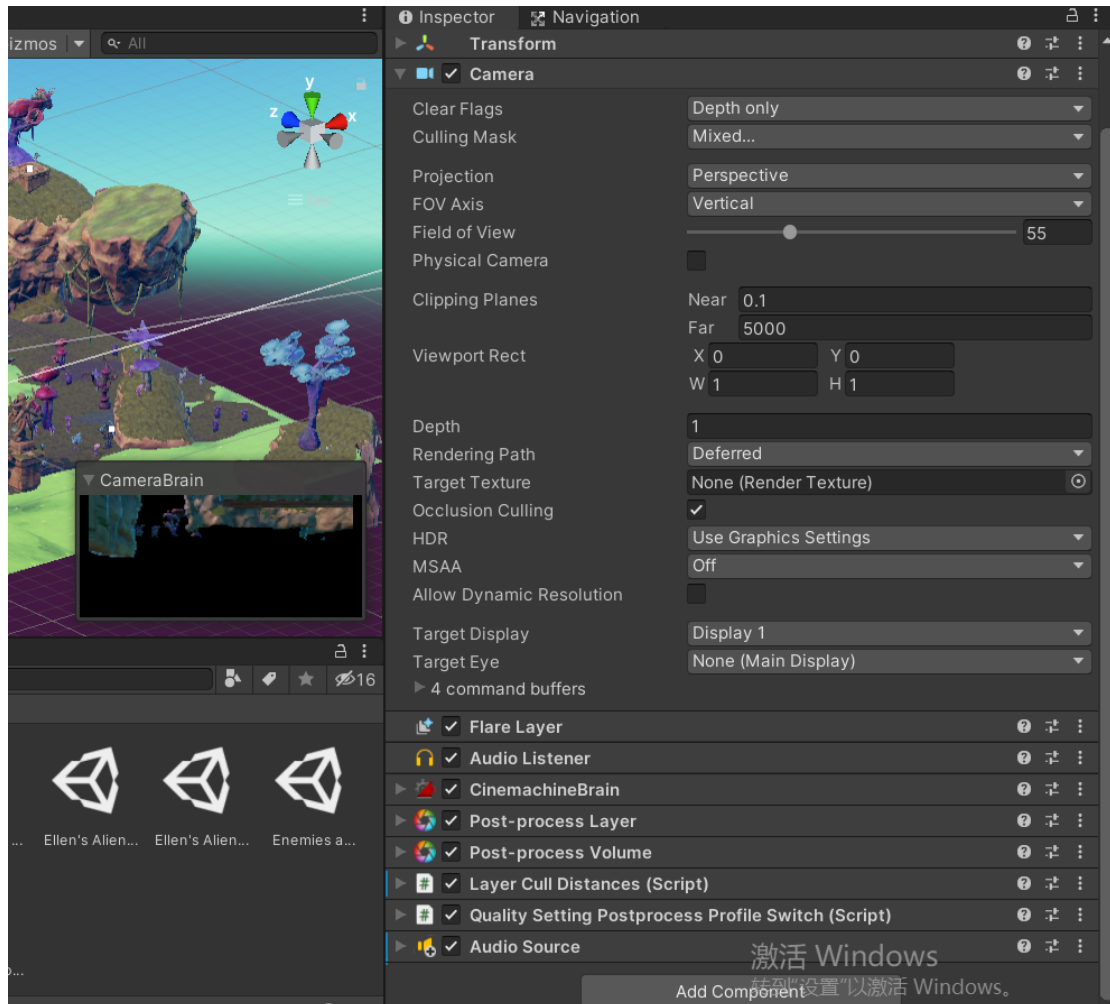 Inspector
Navigation
izmos
All
Transform
Camera
Clear Flags
Depth only
Culling Mask
Mixed...
Projection
Perspective
FOV Axis
Vertical
Field of View
55
Physical Camera
Clipping Planes
Near 0.1
Far 5000
Viewport Rect
X 0 Y 0
W 1 H 1
Depth
1
Rendering Path
Deferred
Target Texture
None (Render Texture)
Occlusion Culling
HDR
Use Graphics Settings
MSAA
Off
Allow Dynamic Resolution
Target Display
Display 1
Target Eye
None (Main Display)
4 command buffers
Flare Layer
Audio Listener
CinemachineBrain
Post-process Layer
Post-process Volume
Layer Cull Distances (Script)
Quality Setting Postprocess Profile Switch (Script)
Audio Source
Add Component
y
z
x
CameraBrain
16
... Ellen's Alien... Ellen's Alien... Enemies a...
激活 Windows
转到"设置"以激活 Windows。